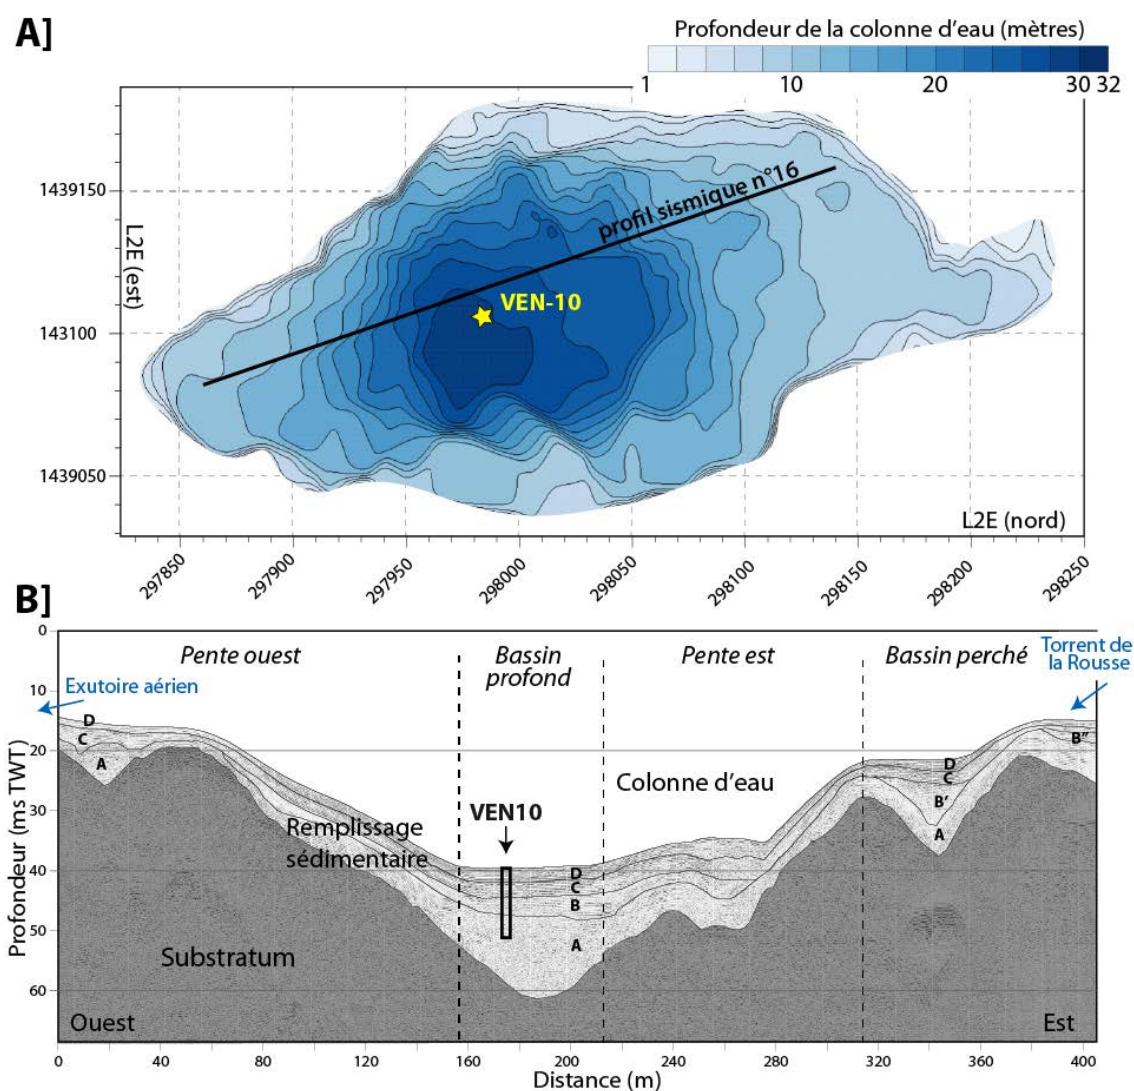 A]
Profondeur de la colonne d'eau (mètres)
1 10 20 30 32
profil sismique n°16
VEN-10
1439150
1143100
1439050
L2E (est)
L2E (nord)
297850 297900 297950 298000 298050 298100 298150 298200 298250
B]
Pente ouest
Bassin
profond
Pente est
Bassin perché
Torrent de
la Rousse
Exutoire aérien
D
C
A
Remplissage
sédimentaire
VEN10
Colonne d'eau
D
C
B
A
D
C
B'
A
B"
Substratum
Ouest
Est
Profondeur (ms TWT)
0
10
20
30
40
50
60
0 40 80 120 160 200 240 280 320 360 400
Distance (m)